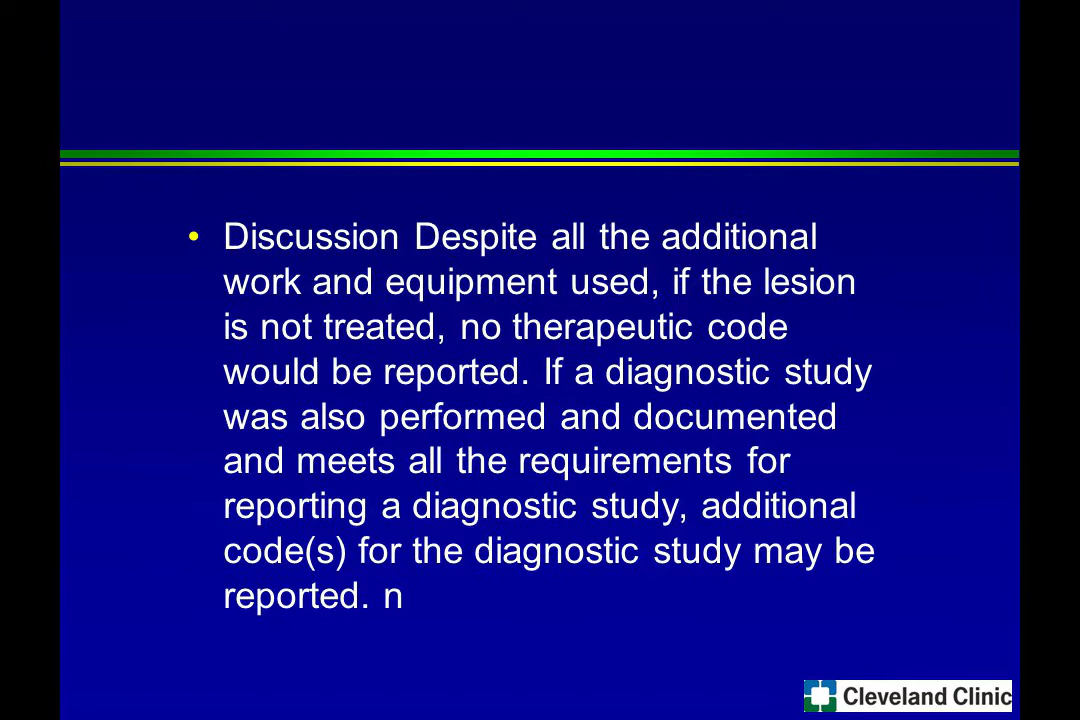 • Discussion Despite all the additional
work and equipment used, if the lesion
is not treated, no therapeutic code
would be reported. If a diagnostic study
was also performed and documented
and meets all the requirements for
reporting a diagnostic study, additional
code(s) for the diagnostic study may be
reported. n
Cleveland Clinic